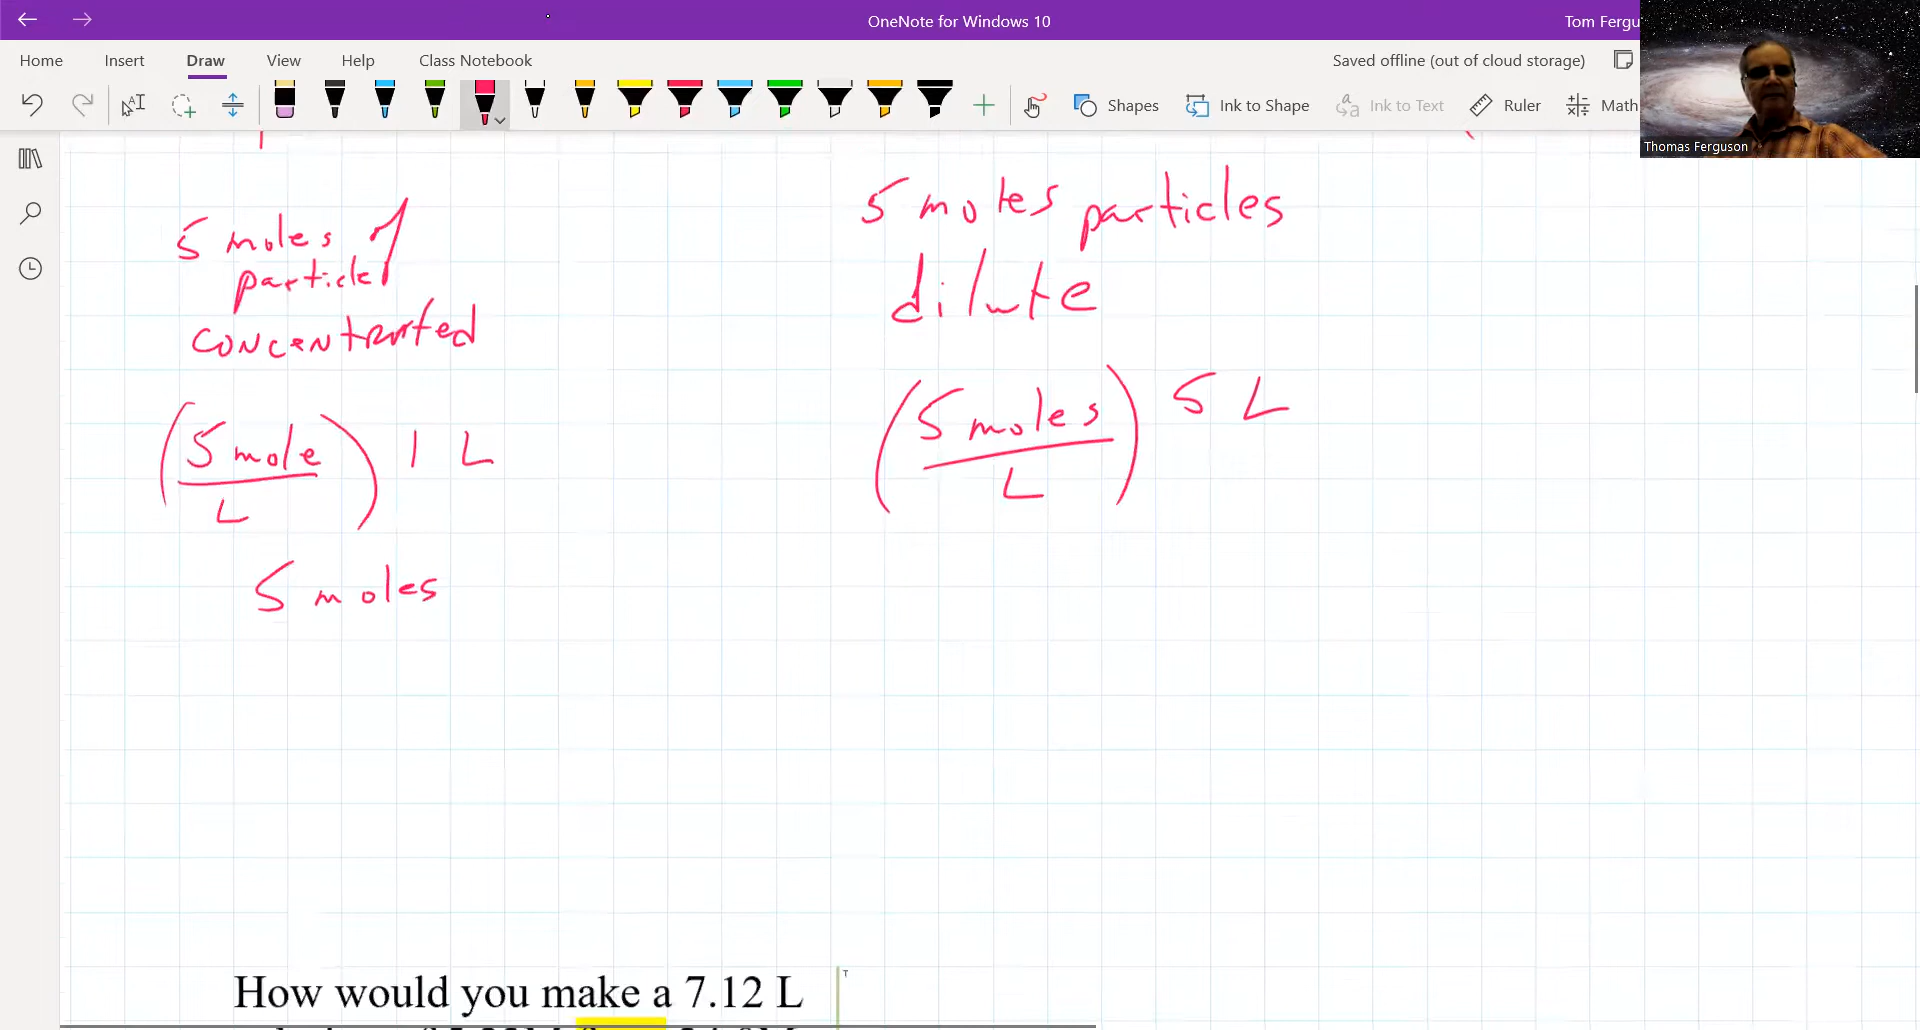 OneNote for Windows 10
Tom Fergu
Home Insert Draw View Help Class Notebook
Saved offline (out of cloud storage)
Shapes Ink to Shape Ink to Text Ruler Math
Thomas Ferguson
5 moles of
particles
concentrated
(5 mole / L) 1 L
5 moles
5 moles particles
dilute
(5 moles / L) 5 L
How would you make a 7.12 L